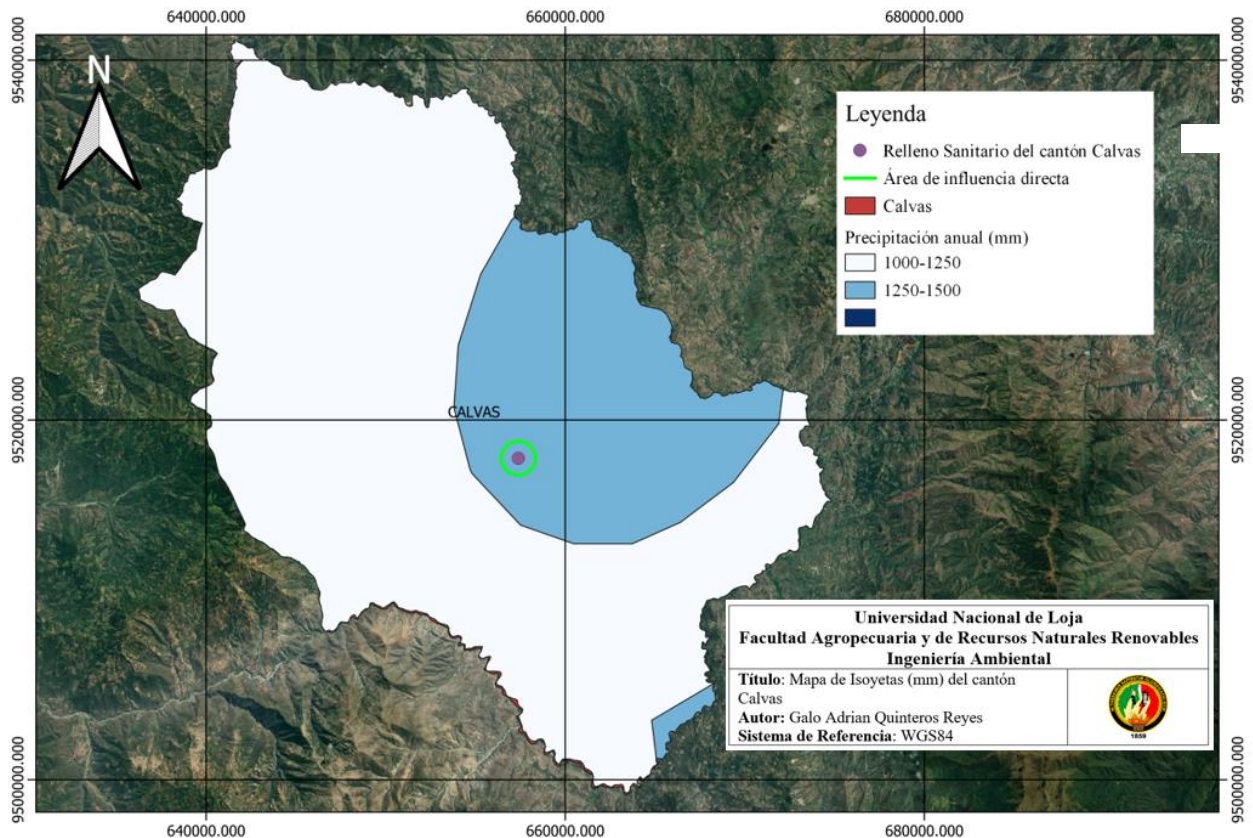 640000.000 660000.000 680000.000
9540000.000 9540000.000
N
Leyenda
Relleno Sanitario del cantón Calvas
Área de influencia directa
Calvas
Precipitación anual (mm)
1000-1250
1250-1500
CALVAS
9520000.000 9520000.000
Universidad Nacional de Loja
Facultad Agropecuaria y de Recursos Naturales Renovables
Ingeniería Ambiental
Título: Mapa de Isoyetas (mm) del cantón
Calvas
Autor: Galo Adrian Quinteros Reyes
Sistema de Referencia: WGS84
1859
9500000.000 9500000.000
640000.000 660000.000 680000.000